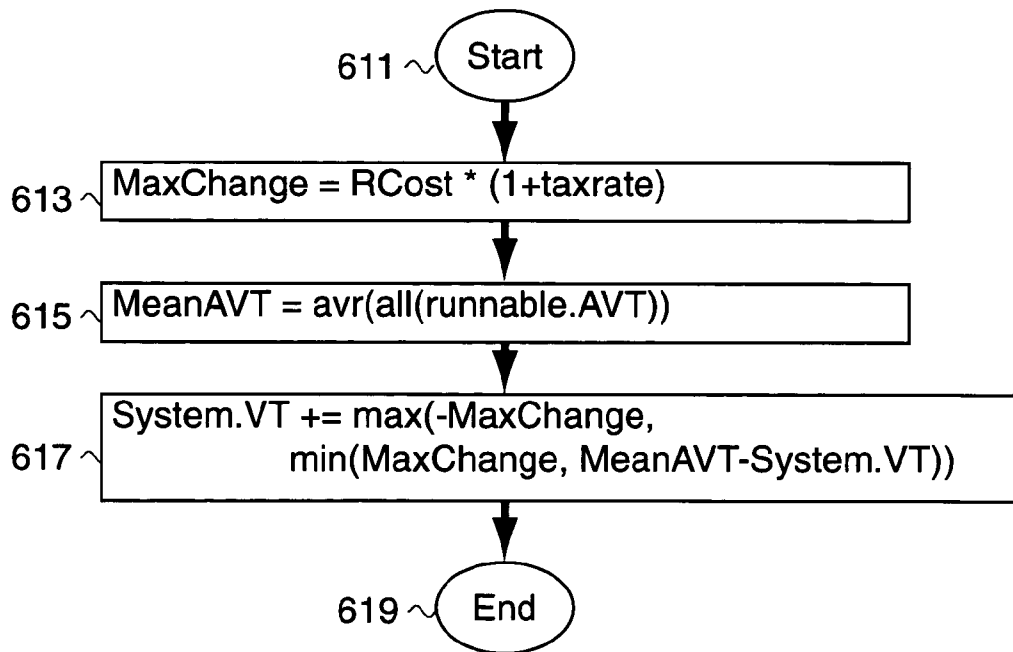 611 Start
613 MaxChange = RCost * (1+taxrate)
615 MeanAVT = avr(all(runnable.AVT))
System.VT += max(-MaxChange,
617 min(MaxChange, MeanAVT-System.VT))
619 End